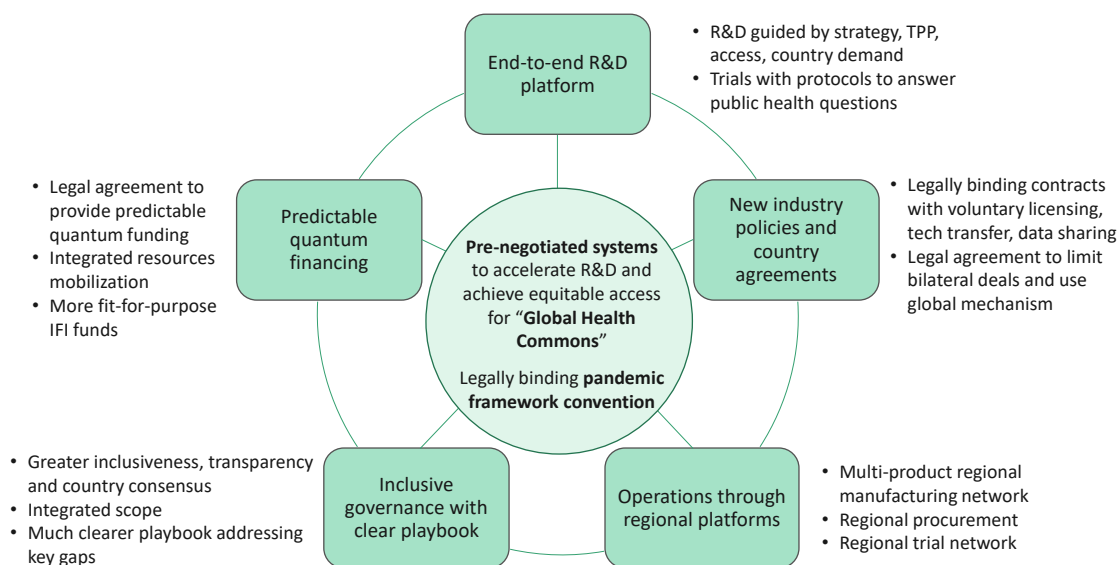 End-to-end R&D
platform
• R&D guided by strategy, TPP,
access, country demand
• Trials with protocols to answer
public health questions
• Legal agreement to
provide predictable
quantum funding
• Integrated resources
mobilization
• More fit-for-purpose
IFI funds
Predictable
quantum
financing
Pre-negotiated systems
to accelerate R&D and
achieve equitable access
for “Global Health
Commons”
Legally binding pandemic
framework convention
New industry
policies and
country
agreements
• Legally binding contracts
with voluntary licensing,
tech transfer, data sharing
• Legal agreement to limit
bilateral deals and use
global mechanism
• Greater inclusiveness, transparency
and country consensus
• Integrated scope
• Much clearer playbook addressing
key gaps
Inclusive
governance with
clear playbook
Operations through
regional platforms
• Multi-product regional
manufacturing network
• Regional procurement
• Regional trial network